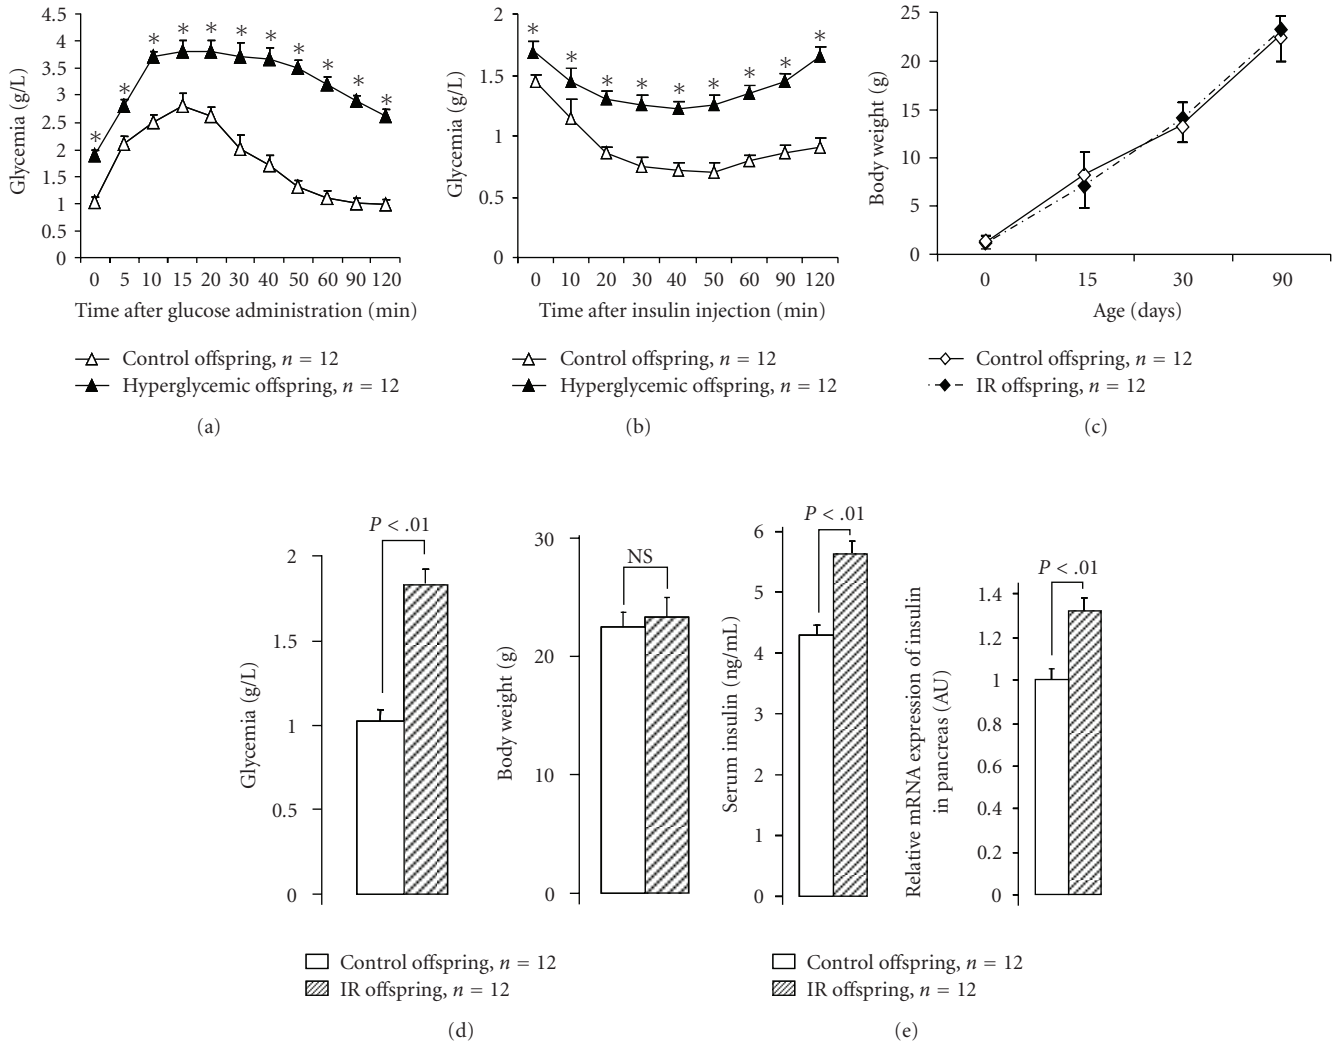 4.5
4
3.5
3
2.5
2
1.5
1
0.5
0
Glycemia (g/L)
* * * * * * * * * * *
0 5 10 15 20 30 40 50 60 90 120
Time after glucose administration (min)
Control offspring, n = 12
Hyperglycemic offspring, n = 12
(a)
2
1.5
1
0.5
0
Glycemia (g/L)
* * * * * * * * *
0 10 20 30 40 50 60 90 120
Time after insulin injection (min)
Control offspring, n = 12
Hyperglycemic offspring, n = 12
(b)
25
20
15
10
5
0
Body weight (g)
0 15 30 90
Age (days)
Control offspring, n = 12
IR offspring, n = 12
(c)
P < .01
2
1.5
1
0.5
0
Glycemia (g/L)
NS
30
20
10
0
Body weight (g)
Control offspring, n = 12
IR offspring, n = 12
(d)
P < .01
6
5
4
3
2
1
0
Serum insulin (ng/mL)
P < .01
1.4
1.2
1
0.8
0.6
0.4
0.2
0
Relative mRNA expression of insulin
in pancreas (AU)
Control offspring, n = 12
IR offspring, n = 12
(e)